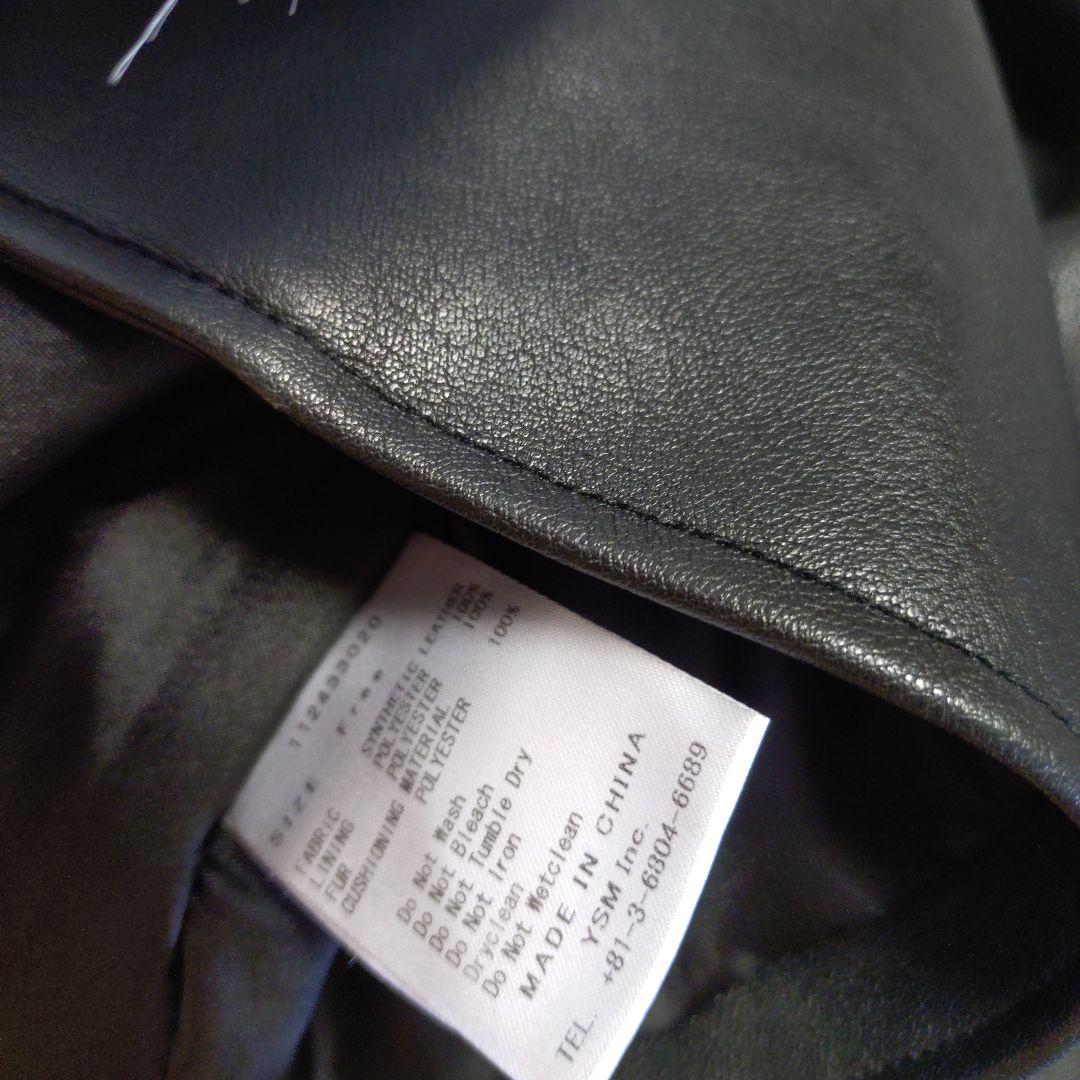 112433020
SIZE Free
FABRIC SYNTHETIC LEATHER
LINING POLYESTER 100%
FUR POLYESTER 100%
CUSHIONING MATERIAL
POLYESTER 100%
Do Not Wash
Do Not Bleach
Do Not Tumble Dry
Do Not Iron
Dryclean
Do Not Wetclean
MADE IN CHINA
YSM Inc.
TEL. +81-3-6804-6689